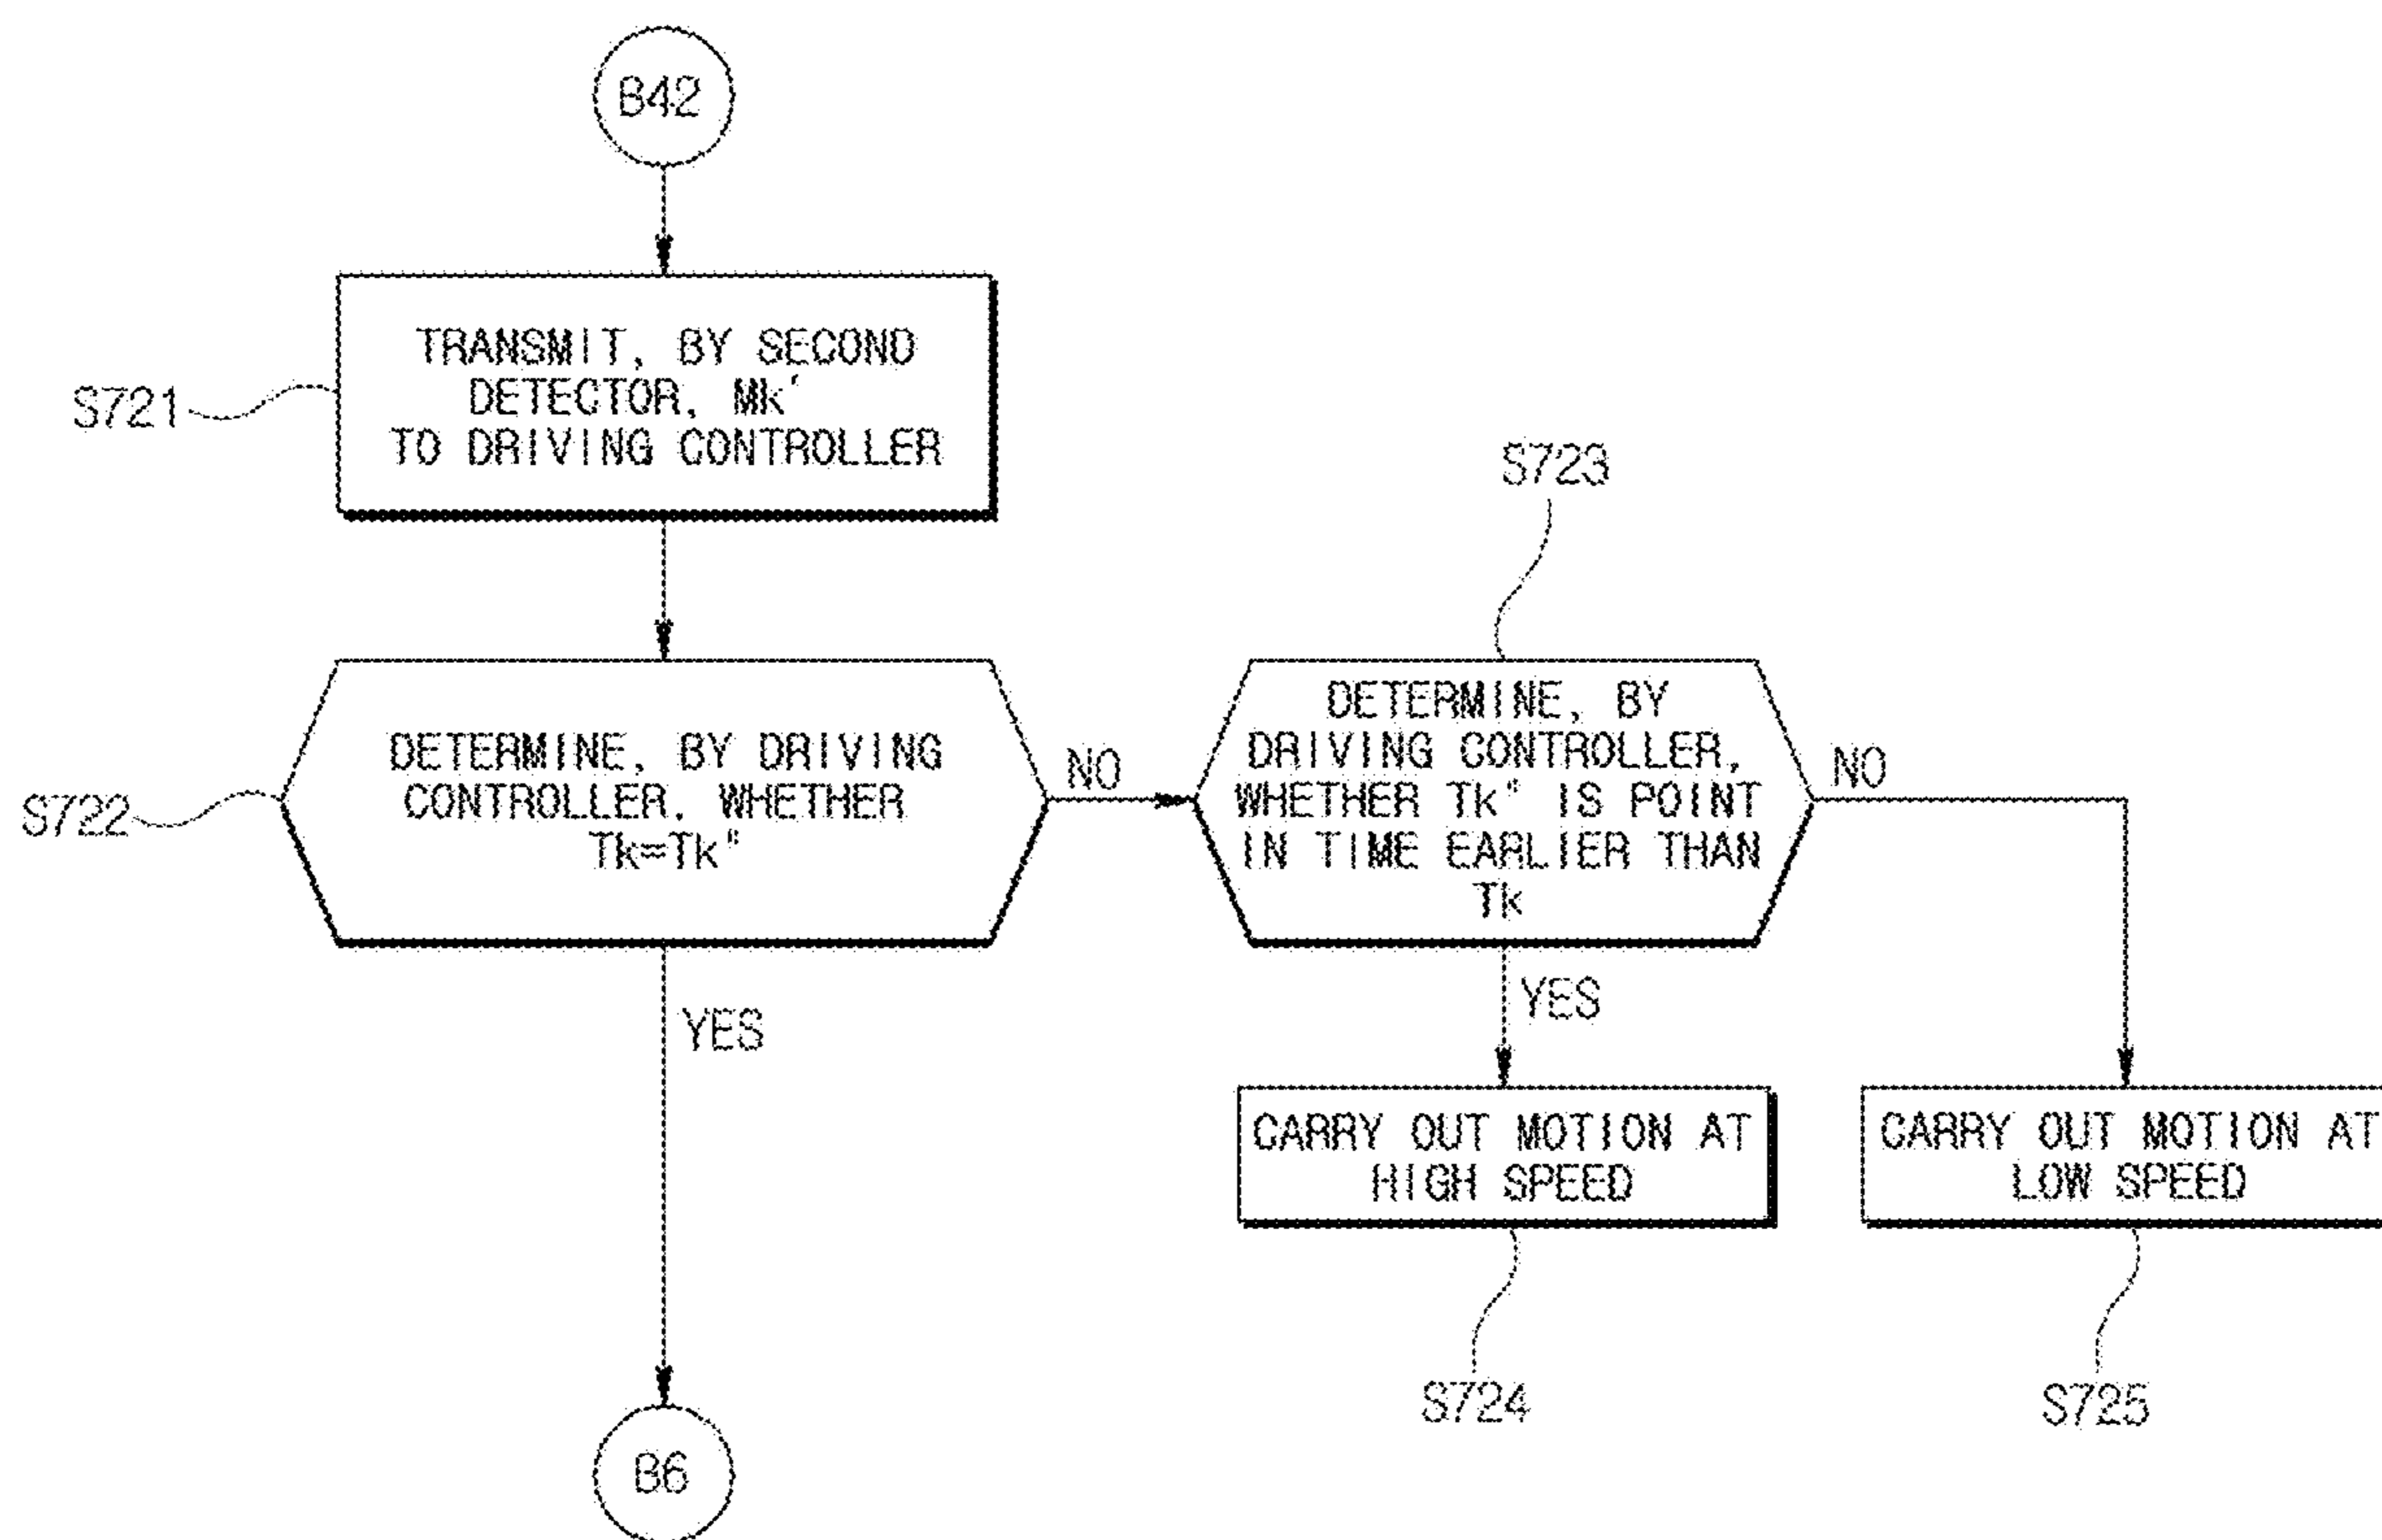 B42
S721
TRANSMIT, BY SECOND
DETECTOR, Mk'
TO DRIVING CONTROLLER
S722
DETERMINE, BY DRIVING
CONTROLLER, WHETHER
Tk=Tk"
NO
YES
S723
DETERMINE, BY
DRIVING CONTROLLER,
WHETHER Tk" IS POINT
IN TIME EARLIER THAN
Tk
NO
YES
CARRY OUT MOTION AT
HIGH SPEED
S724
CARRY OUT MOTION AT
LOW SPEED
S725
B6